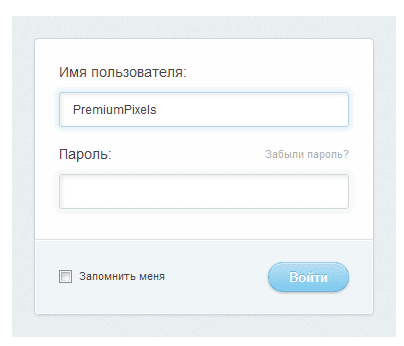 Имя пользователя:
PremiumPixels
Пароль: Забыли пароль?
Запомнить меня Войти